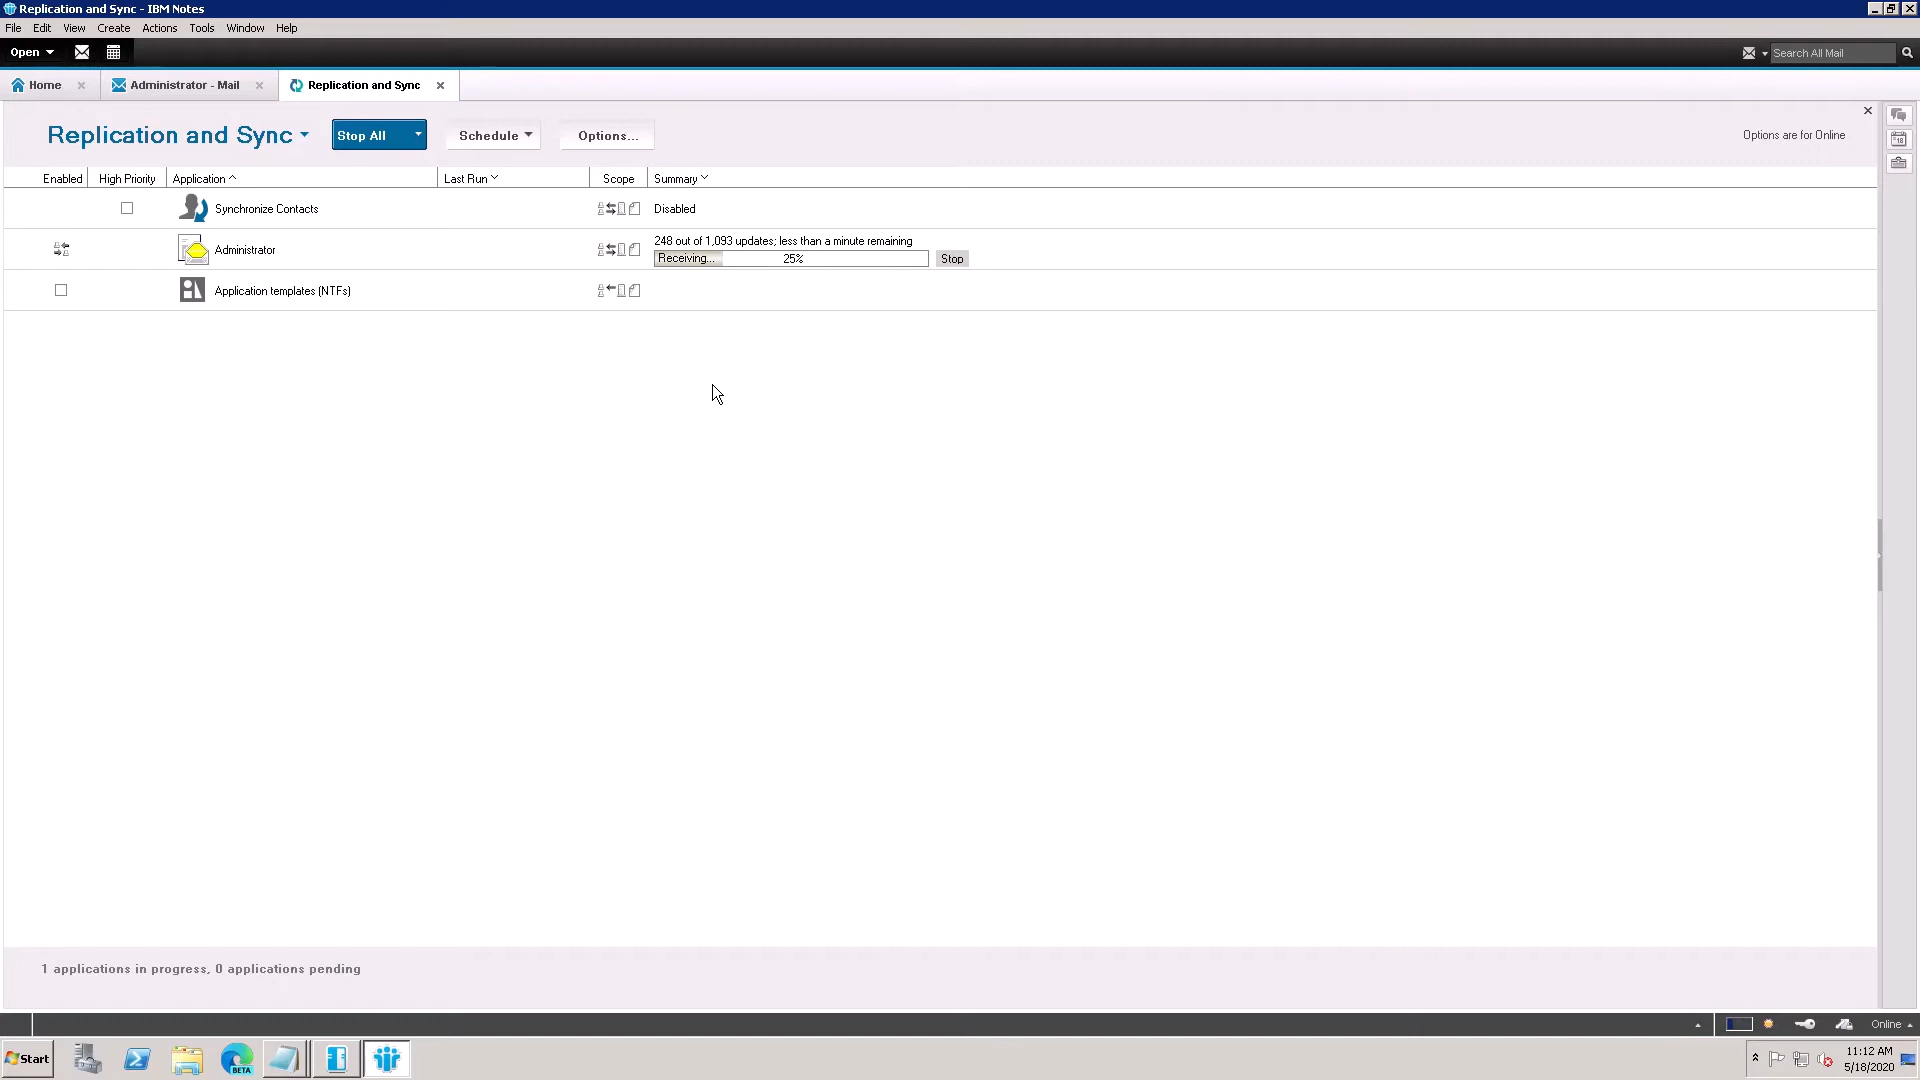 Replication and Sync - IBM Notes
File Edit View Create Actions Tools Window Help
Open
Search All Mail
Home
Administrator - Mail
Replication and Sync
Replication and Sync
Stop All
Schedule
Options...
Options are for Online
18
Enabled High Priority Application Last Run Scope Summary
Synchronize Contacts Disabled
248 out of 1,093 updates; less than a minute remaining
Administrator
Receiving... 25% Stop
Application templates (NTFs)
1 applications in progress, 0 applications pending
Online
Start
BETA
11:12 AM
5/18/2020